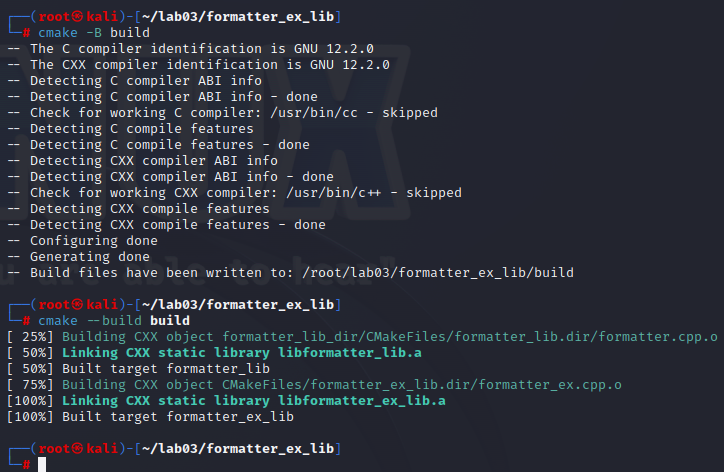 ┌──(root㉿kali)-[~/lab03/formatter_ex_lib]
└─# cmake -B build
-- The C compiler identification is GNU 12.2.0
-- The CXX compiler identification is GNU 12.2.0
-- Detecting C compiler ABI info
-- Detecting C compiler ABI info - done
-- Check for working C compiler: /usr/bin/cc - skipped
-- Detecting C compile features
-- Detecting C compile features - done
-- Detecting CXX compiler ABI info
-- Detecting CXX compiler ABI info - done
-- Check for working CXX compiler: /usr/bin/c++ - skipped
-- Detecting CXX compile features
-- Detecting CXX compile features - done
-- Configuring done
-- Generating done
-- Build files have been written to: /root/lab03/formatter_ex_lib/build
┌──(root㉿kali)-[~/lab03/formatter_ex_lib]
└─# cmake --build build
[ 25%] Building CXX object formatter_lib_dir/CMakeFiles/formatter_lib.dir/formatter.cpp.o
[ 50%] Linking CXX static library libformatter_lib.a
[ 50%] Built target formatter_lib
[ 75%] Building CXX object CMakeFiles/formatter_ex_lib.dir/formatter_ex.cpp.o
[100%] Linking CXX static library libformatter_ex_lib.a
[100%] Built target formatter_ex_lib
┌──(root㉿kali)-[~/lab03/formatter_ex_lib]
└─#